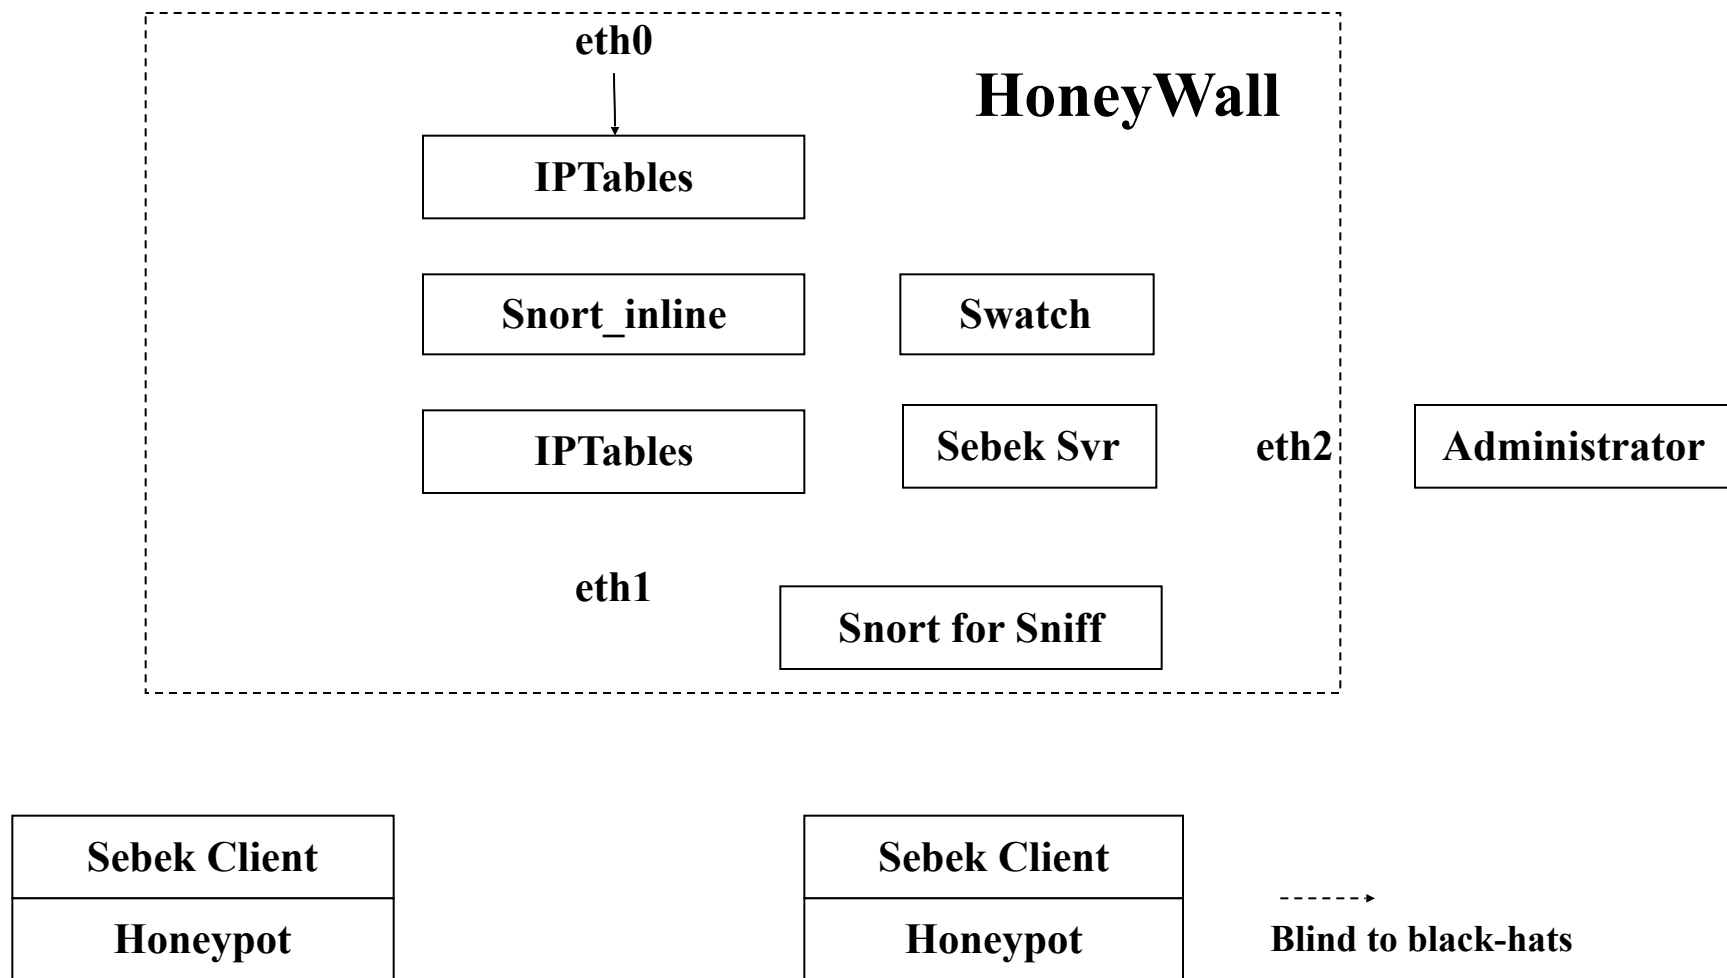 eth0
HoneyWall
IPTables
Snort_inline
Swatch
IPTables
Sebek Svr
eth2
Administrator
eth1
Snort for Sniff
Sebek Client
Sebek Client
Honeypot
Honeypot
Blind to black-hats